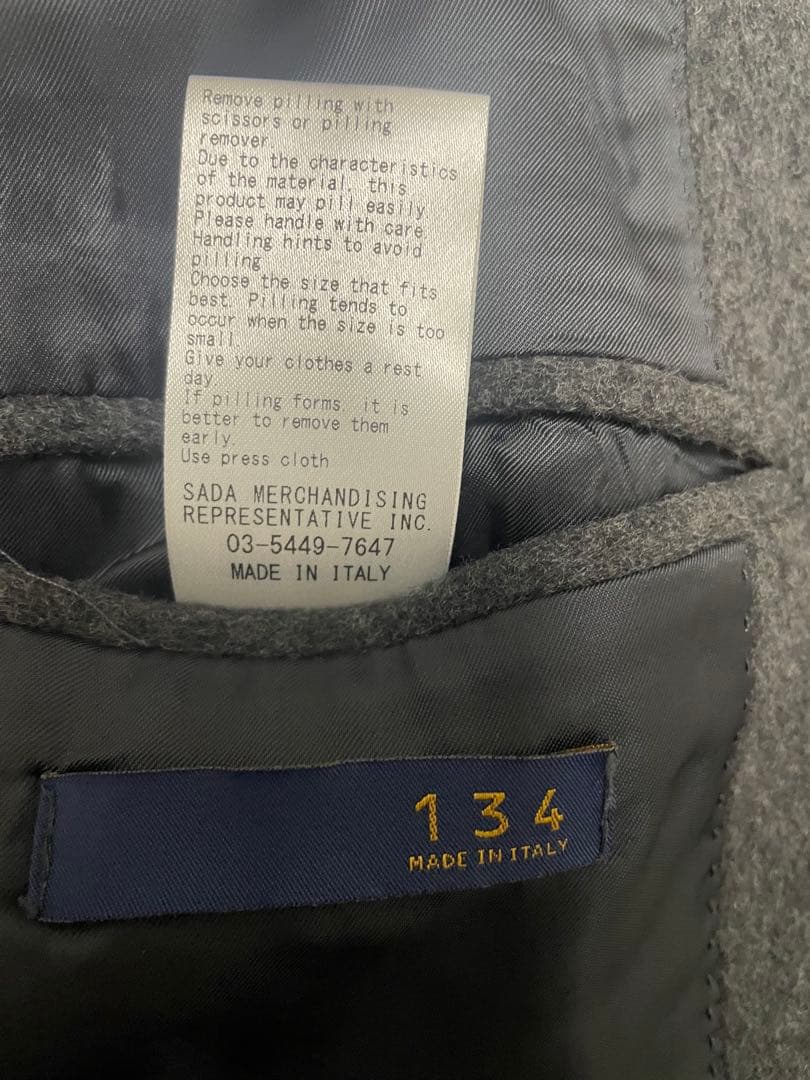 Remove pilling with
scissors or pilling
remover.
Due to the characteristics
of the material, this
product may pill easily
Please handle with care
Handling hints to avoid
pilling
Choose the size that fits
best. Pilling tends to
occur when the size is too
small.
Give your clothes a rest
day
If pilling forms, it is
better to remove them
early.
Use press cloth
SADA MERCHANDISING
REPRESENTATIVE INC.
03-5449-7647
MADE IN ITALY
134
MADE IN ITALY